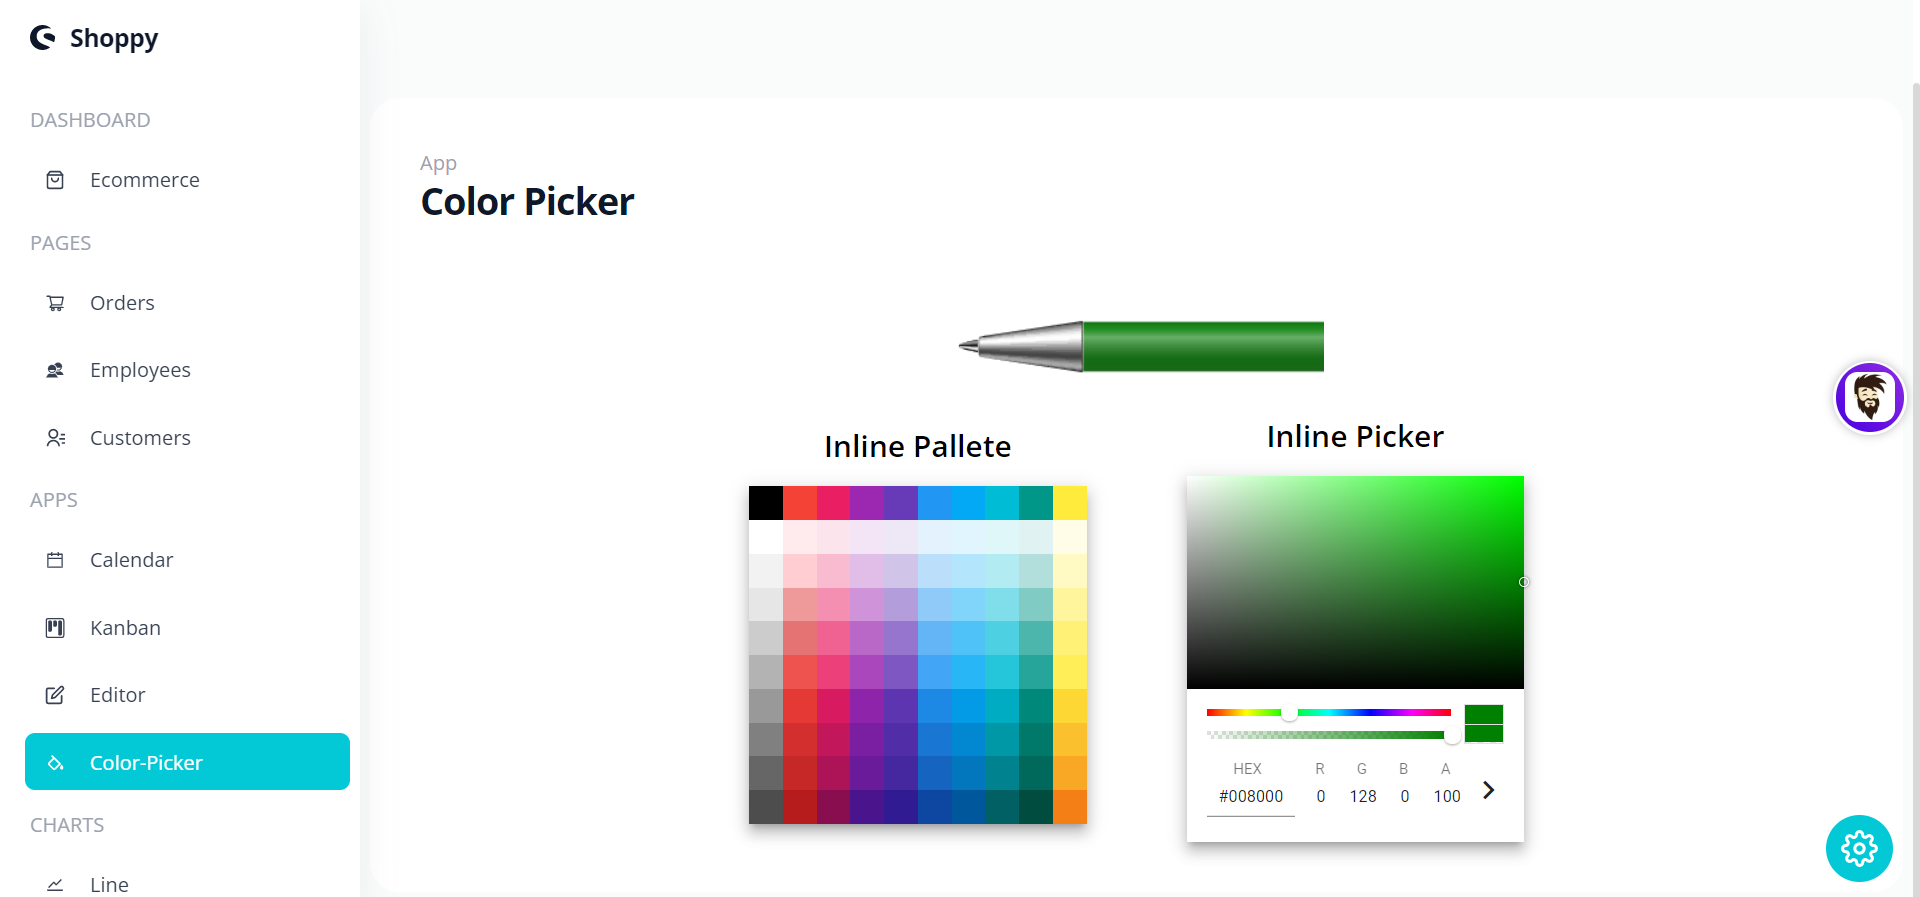 Shoppy
DASHBOARD
Ecommerce
PAGES
Orders
Employees
Customers
APPS
Calendar
Kanban
Editor
Color-Picker
CHARTS
Line
App
Color Picker
Inline Pallete
Inline Picker
HEX R G B A
#008000 0 128 0 100